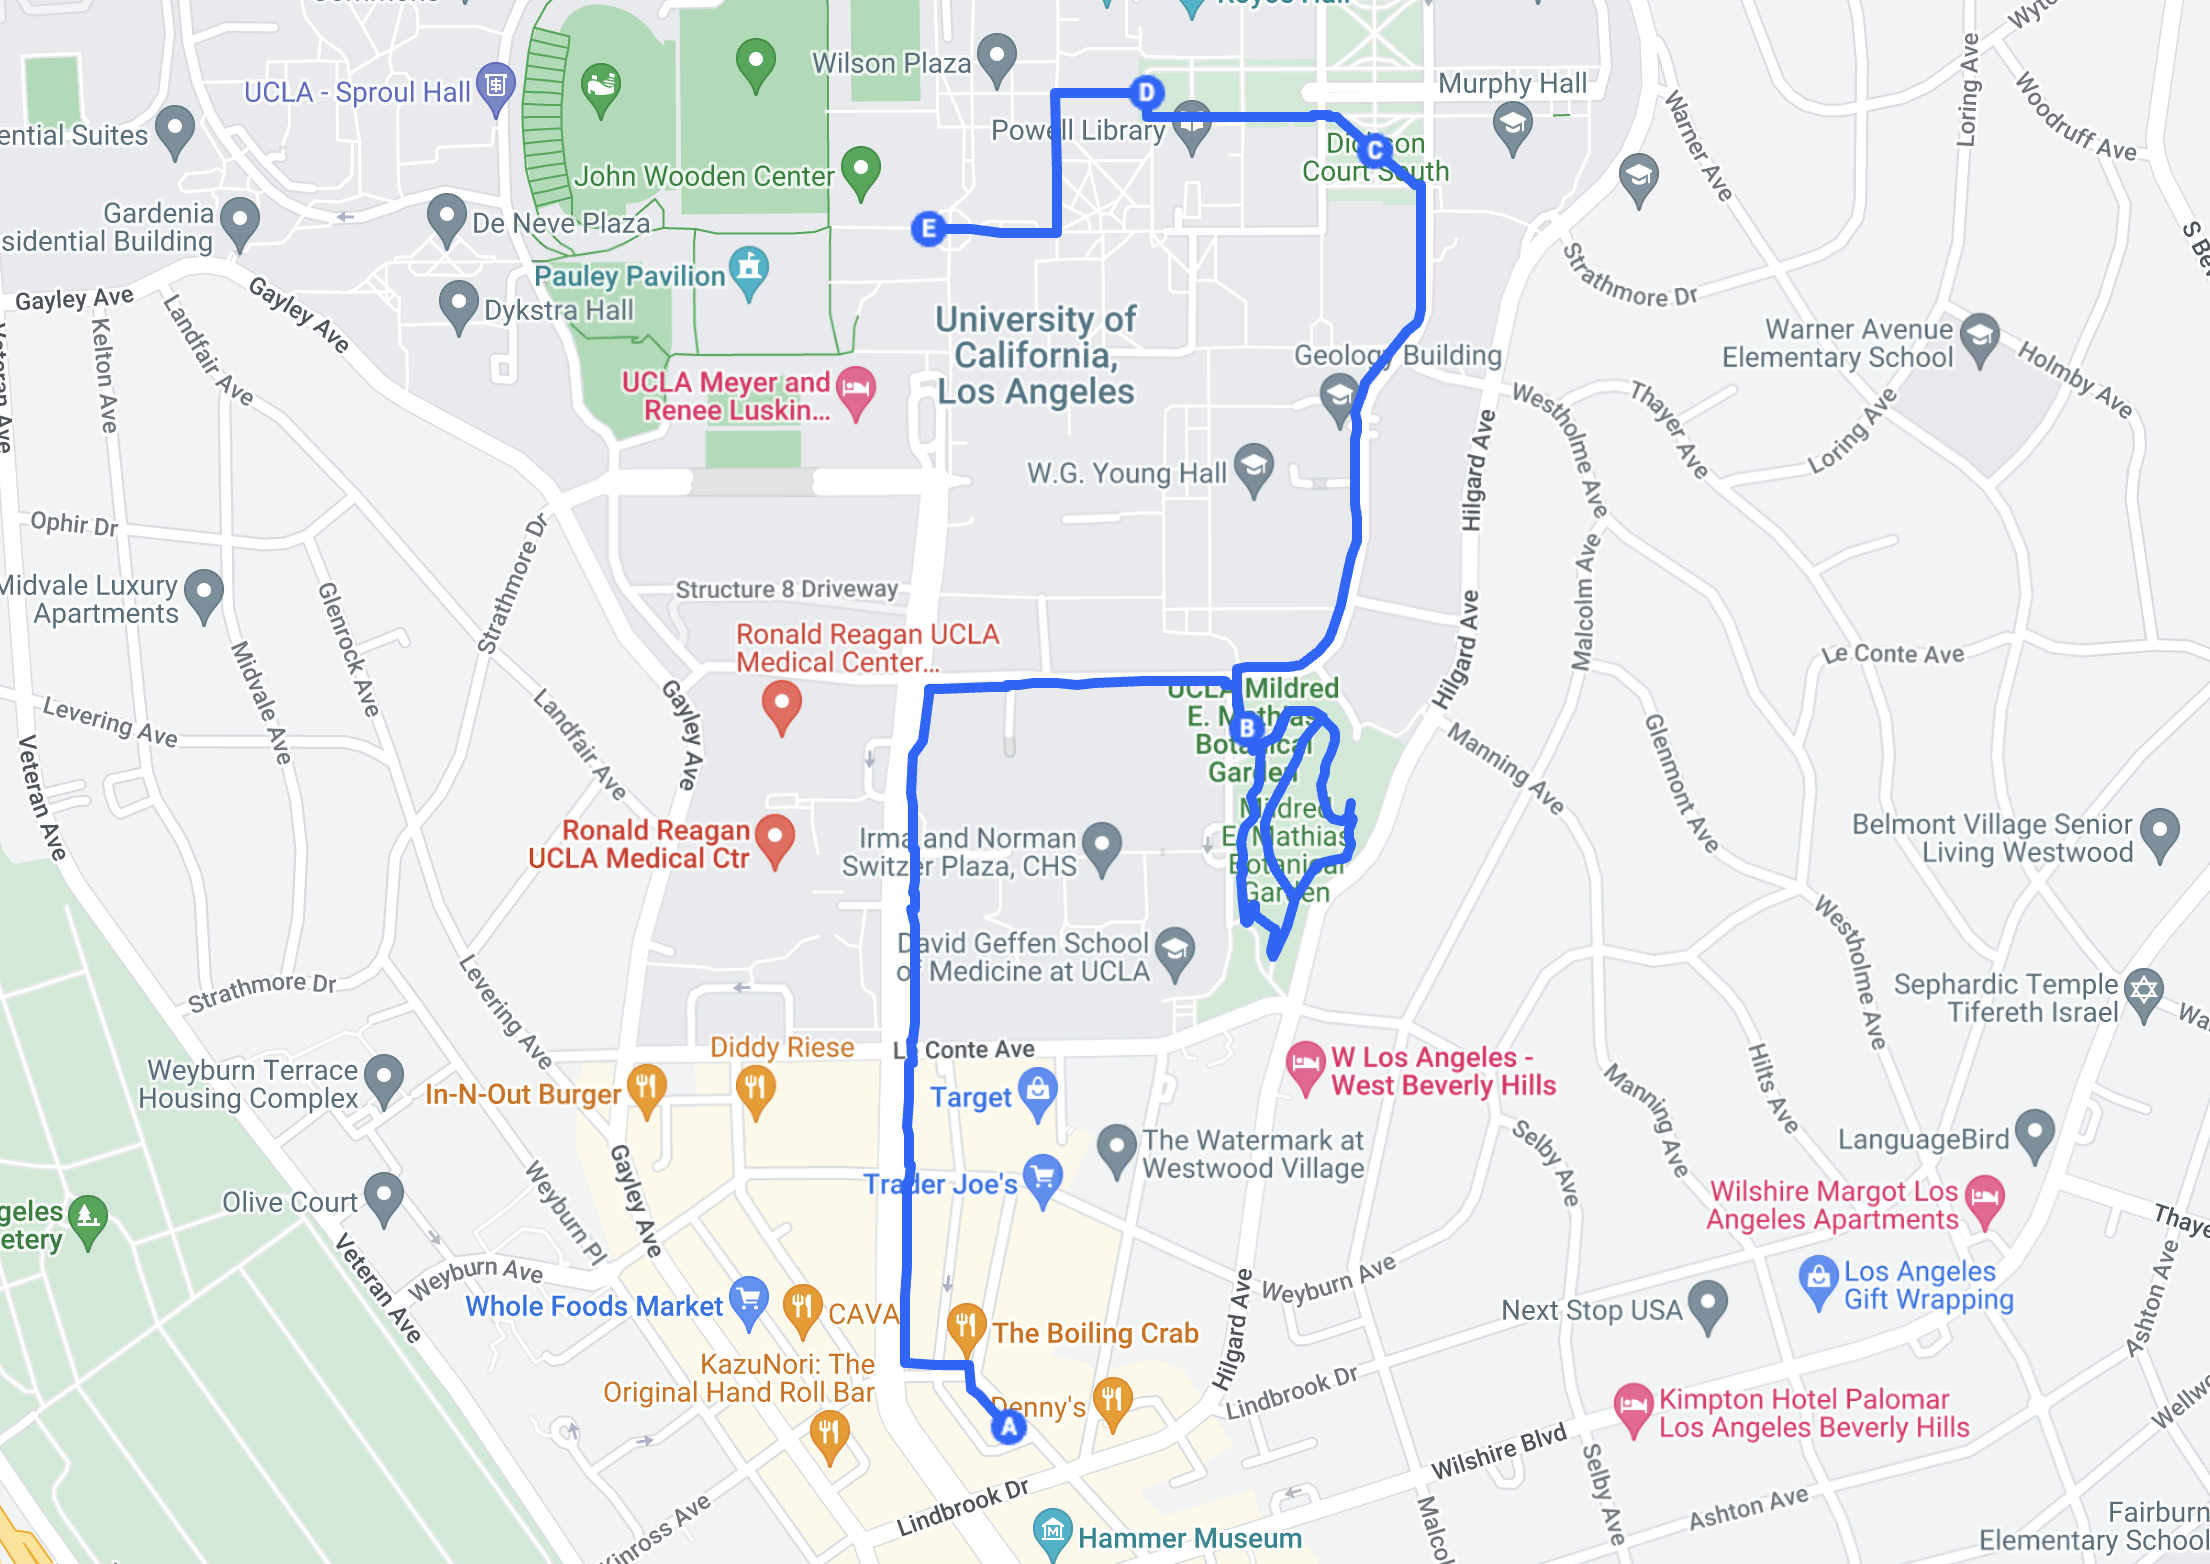 Wilson Plaza
UCLA - Sproul Hall
Murphy Hall
Powell Library
D
C
Court South
John Wooden Center
Gardenia
De Neve Plaza
E
Pauley Pavilion
Dykstra Hall
Gayley Ave
Gayley Ave
Landfair Ave
Kelton Ave
University of
California,
Los Angeles
UCLA Meyer and
Renee Luskin...
Geology Building
W.G. Young Hall
Warner Ave
Loring Ave
Woodruff Ave
Strathmore Dr
Warner Avenue
Elementary School
Holmby Ave
Westholme Ave
Thayer Ave
Loring Ave
Hilgard Ave
Malcolm Ave
Hilgard Ave
Le Conte Ave
Ophir Dr
Midvale Luxury
Apartments
Strathmore Dr
Glenrock Ave
Midvale Ave
Levering Ave
Landfair Ave
Gayley Ave
Veteran Ave
Structure 8 Driveway
Ronald Reagan UCLA
Medical Center...
Ronald Reagan
UCLA Medical Ctr
UCLA Mildred
E. Mathias
Botanical
Garden
B
Mildred
E. Mathias
Botanical
Garden
Irma and Norman
Switzer Plaza, CHS
David Geffen School
of Medicine at UCLA
Manning Ave
Glenmont Ave
Belmont Village Senior
Living Westwood
Westholme Ave
Sephardic Temple
Tifereth Israel
Strathmore Dr
Levering Ave
Weyburn Terrace
Housing Complex
Diddy Riese
Le Conte Ave
In-N-Out Burger
Target
W Los Angeles -
West Beverly Hills
The Watermark at
Westwood Village
Trader Joe's
Manning Ave
Hilts Ave
Selby Ave
LanguageBird
Wilshire Margot Los
Angeles Apartments
Los Angeles
Gift Wrapping
Next Stop USA
Ashton Ave
Olive Court
Weyburn Pl
Gayley Ave
Veteran Ave
Weyburn Ave
Whole Foods Market
CAVA
The Boiling Crab
KazuNori: The
Original Hand Roll Bar
Denny's
A
Hilgard Ave
Weyburn Ave
Lindbrook Dr
Kimpton Hotel Palomar
Los Angeles Beverly Hills
Wilshire Blvd
Selby Ave
Ashton Ave
Lindbrook Dr
Kinross Ave
Hammer Museum
Fairburn
Elementary School